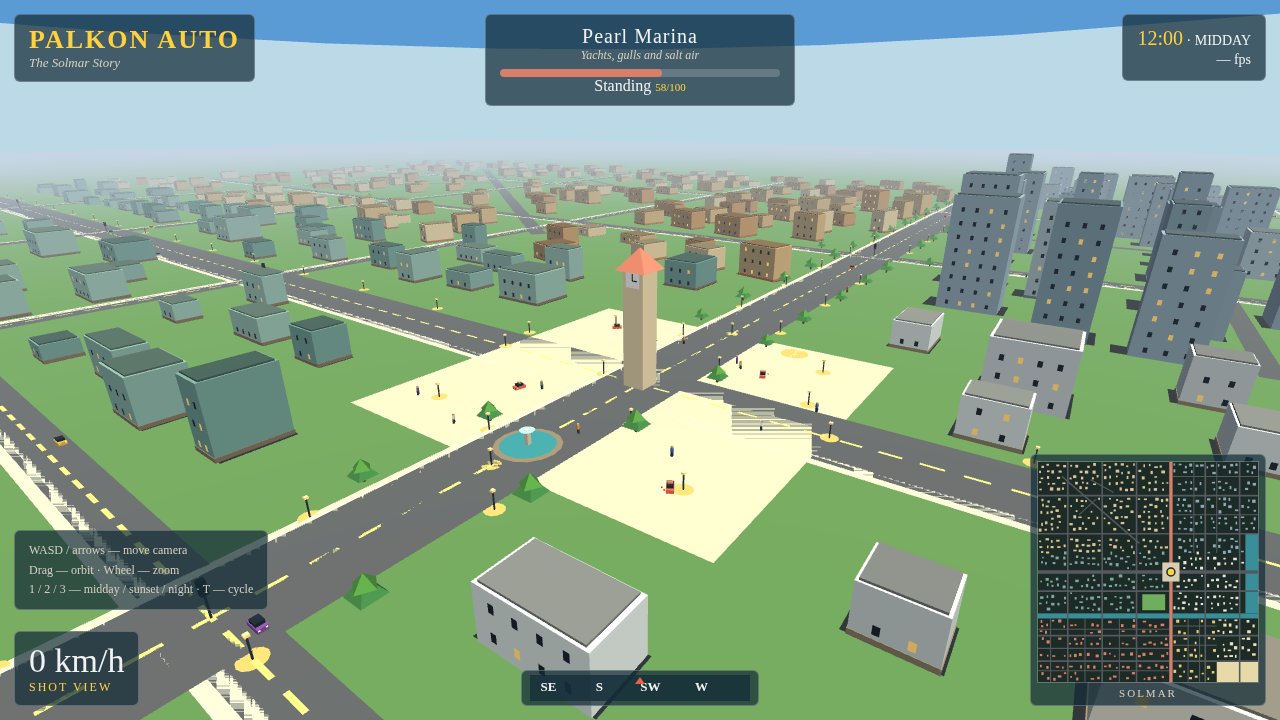 PALKON AUTO
The Solmar Story
Pearl Marina
Yachts, gulls and salt air
Standing 58/100
12:00 · MIDDAY
— fps
WASD / arrows — move camera
Drag — orbit · Wheel — zoom
1 / 2 / 3 — midday / sunset / night · T — cycle
0 km/h
SHOT VIEW
SE S SW W
SOLMAR